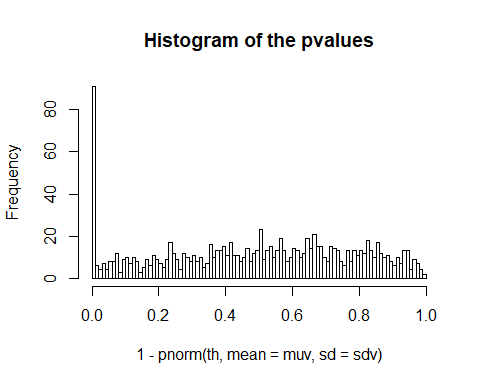 Histogram of the pvalues
Frequency
80
60
40
20
0
0.0 0.2 0.4 0.6 0.8 1.0
1 - pnorm(th, mean = muv, sd = sdv)